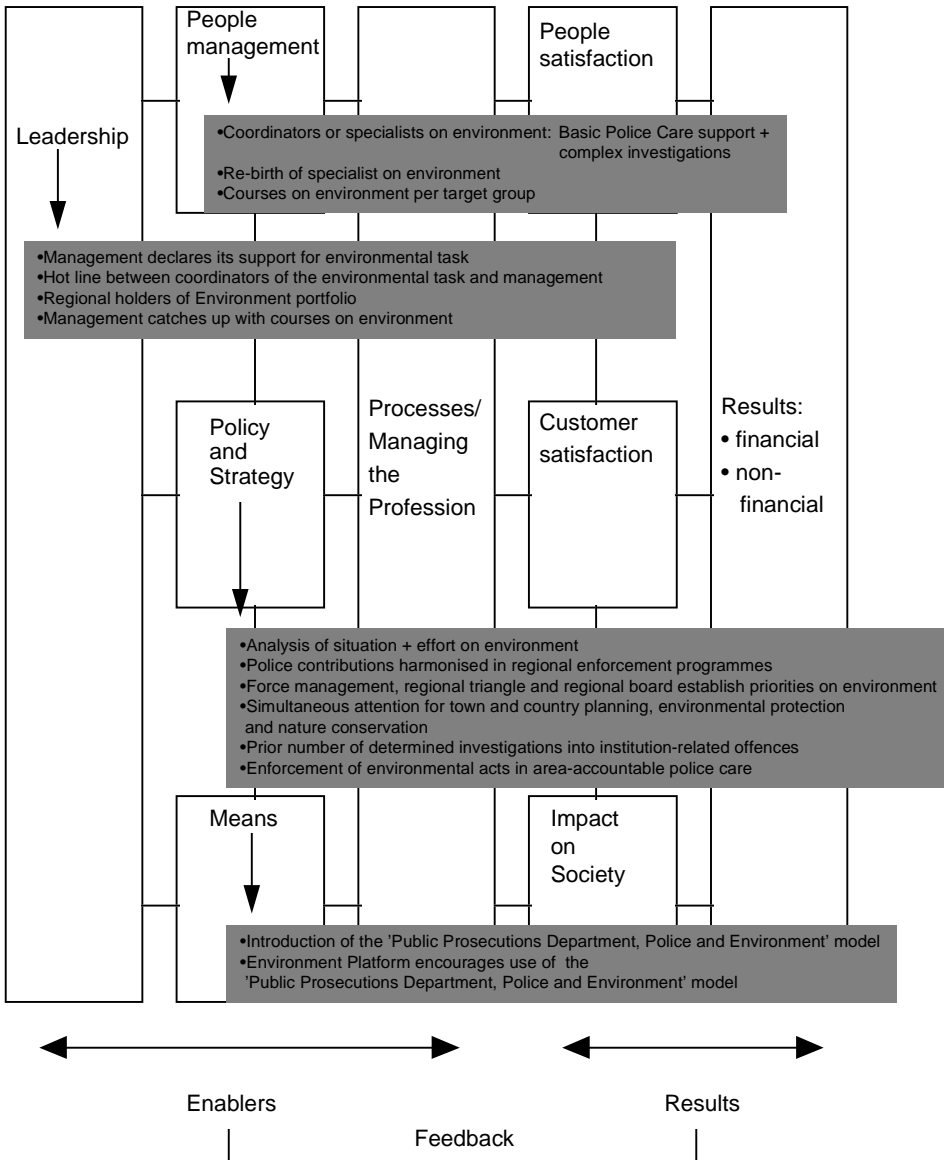 People
management
People
satisfaction
Leadership
•Coordinators or specialists on environment: Basic Police Care support +
complex investigations
•Re-birth of specialist on environment
•Courses on environment per target group
•Management declares its support for environmental task
•Hot line between coordinators of the environmental task and management
•Regional holders of Environment portfolio
•Management catches up with courses on environment
Policy
and
Strategy
Processes/
Managing
the
Profession
Customer
satisfaction
Results:
• financial
• non-
financial
•Analysis of situation + effort on environment
•Police contributions harmonised in regional enforcement programmes
•Force management, regional triangle and regional board establish priorities on environment
•Simultaneous attention for town and country planning, environmental protection
and nature conservation
•Prior number of determined investigations into institution-related offences
•Enforcement of environmental acts in area-accountable police care
Means
Impact
on
Society
•Introduction of the 'Public Prosecutions Department, Police and Environment' model
•Environment Platform encourages use of the
'Public Prosecutions Department, Police and Environment' model
Enablers
Results
Feedback